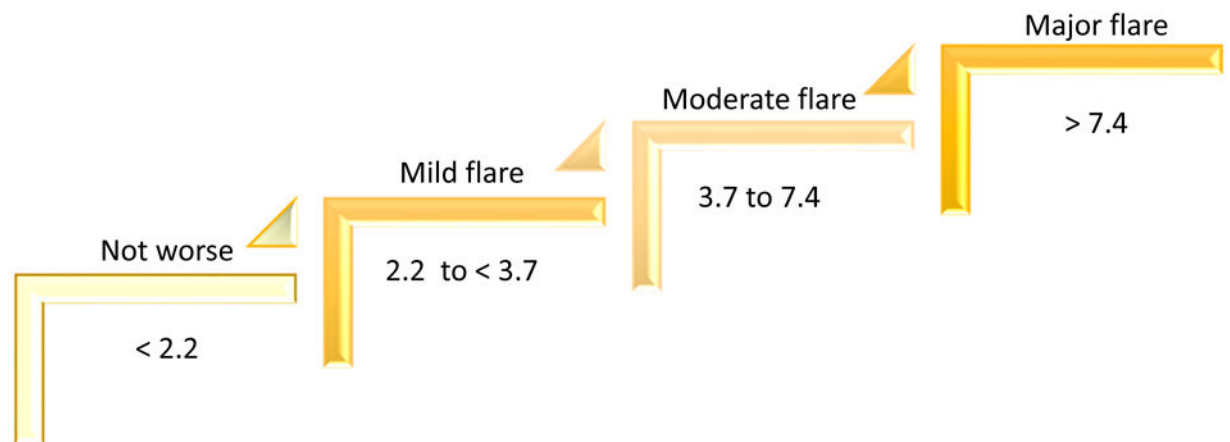 Not worse
< 2.2
Mild flare
2.2 to < 3.7
Moderate flare
3.7 to 7.4
Major flare
> 7.4